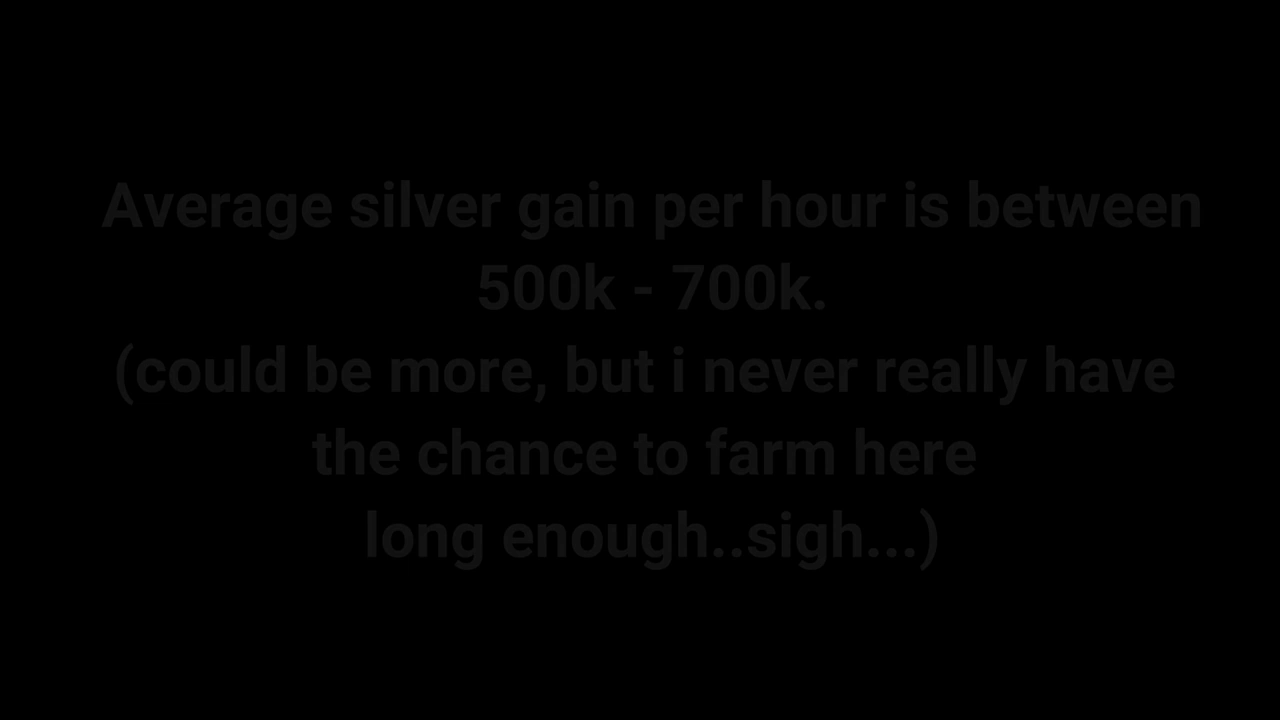 Average silver gain per hour is between
500k - 700k.
(could be more, but i never really have
the chance to farm here
long enough..sigh...)